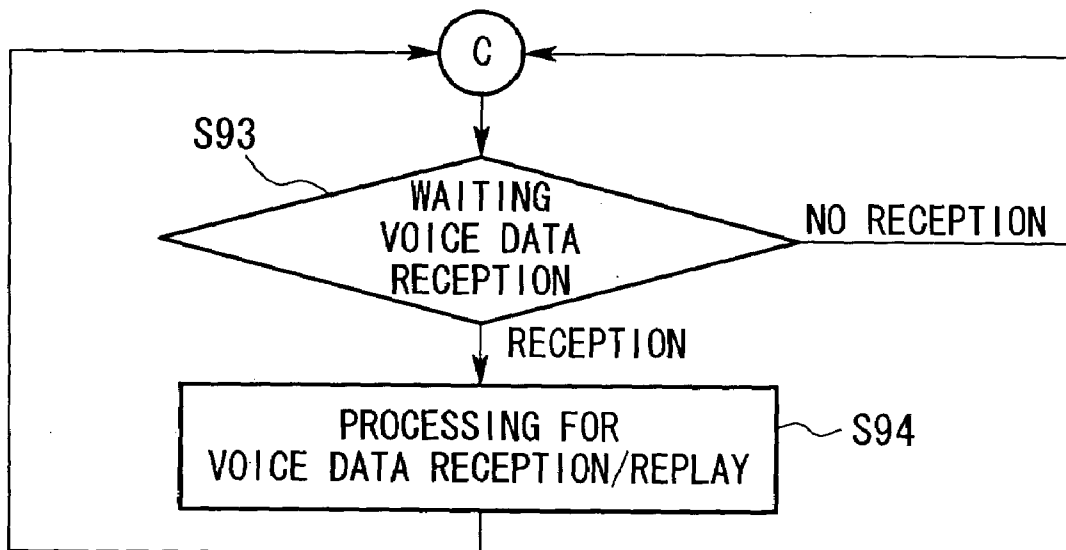 C
S93
WAITING
VOICE DATA
RECEPTION
NO RECEPTION
RECEPTION
PROCESSING FOR
VOICE DATA RECEPTION/REPLAY
S94